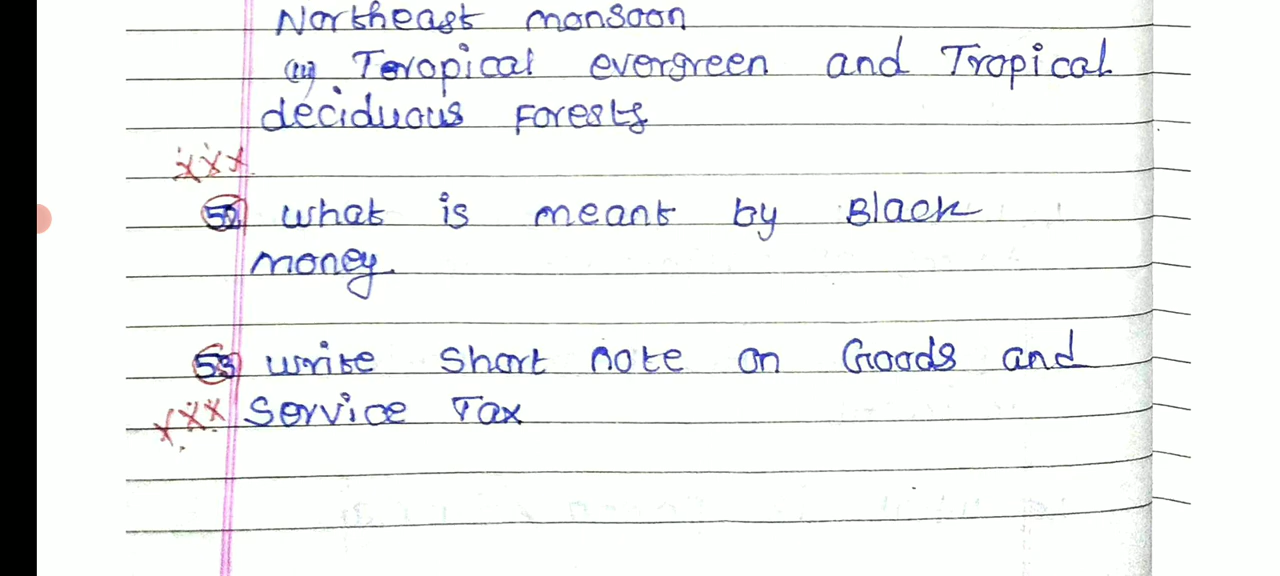 Northeast monsoon
(ii) Teropical evergreen and Tropical
deciduous Forests
xxx
52 what is meant by Black
money.
53 write short note on Goods and
xxx Service Tax